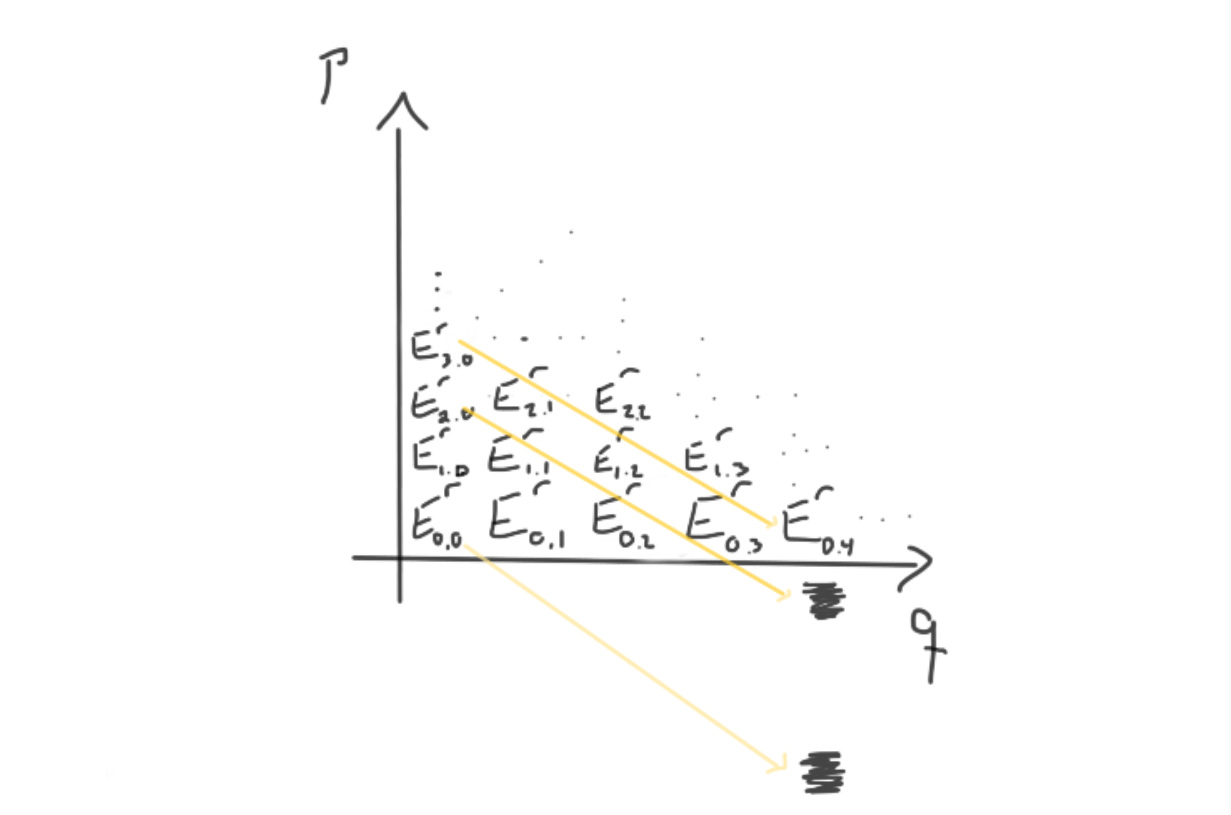 P
E^r_{3.0}
E^r_{2.0} E^r_{2.1} E^r_{2.2}
E^r_{1.0} E^r_{1.1} E^r_{1.2} E^r_{1.3}
E^r_{0,0} E^r_{0,1} E^r_{0.2} E^r_{0.3} E^r_{0.4}
q